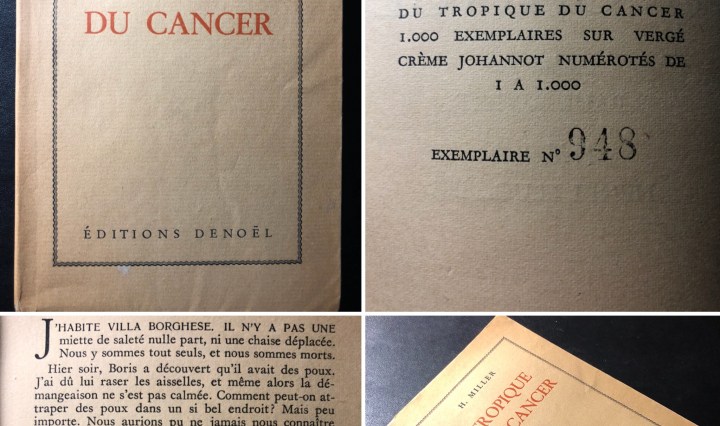 DU CANCER
ÉDITIONS DENOËL
DU TROPIQUE DU CANCER
1.000 EXEMPLAIRES SUR VERGÉ
CRÈME JOHANNOT NUMÉROTÉS DE
1 A 1.000
EXEMPLAIRE N° 948
J'HABITE VILLA BORGHESE. IL N'Y A PAS UNE
miette de saleté nulle part, ni une chaise déplacée.
Nous y sommes tout seuls, et nous sommes morts.
Hier soir, Boris a découvert qu'il avait des poux.
J'ai dû lui raser les aisselles, et même alors la dé-
mangeaison ne s'est pas calmée. Comment peut-on at-
traper des poux dans un si bel endroit? Mais peu
importe. Nous aurions pu ne jamais nous connaître
H. MILLER
TROPIQUE
CANCER